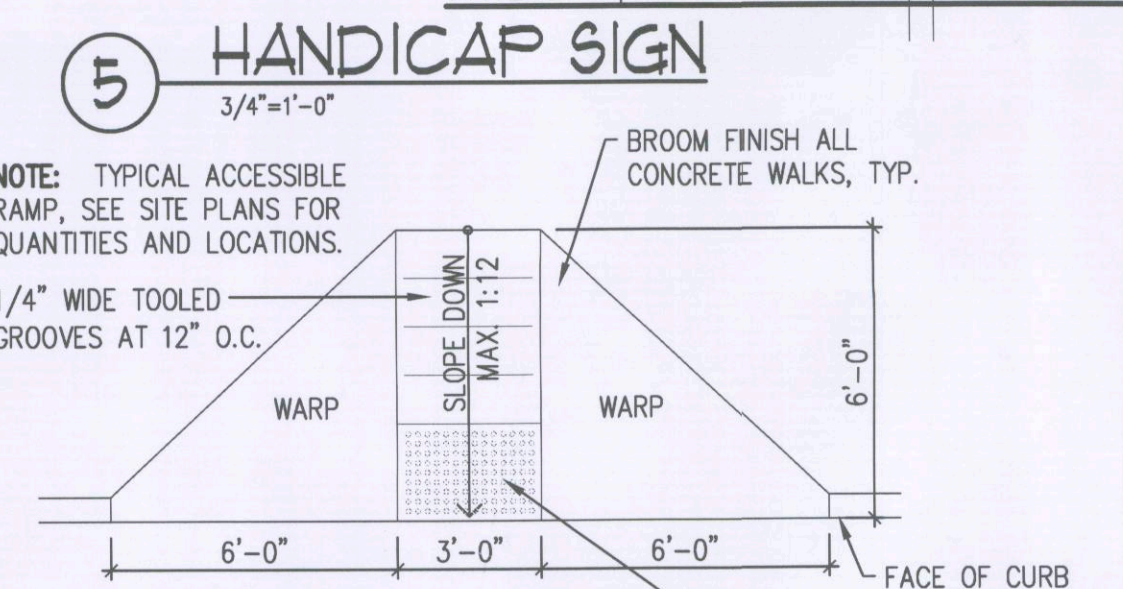 5
HANDICAP SIGN
3/4"=1'-0"
NOTE: TYPICAL ACCESSIBLE
RAMP, SEE SITE PLANS FOR
QUANTITIES AND LOCATIONS.
1/4" WIDE TOOLED
GROOVES AT 12" O.C.
BROOM FINISH ALL
CONCRETE WALKS, TYP.
SLOPE DOWN
MAX. 1:12
WARP
WARP
6'-0"
6'-0"
3'-0"
6'-0"
FACE OF CURB